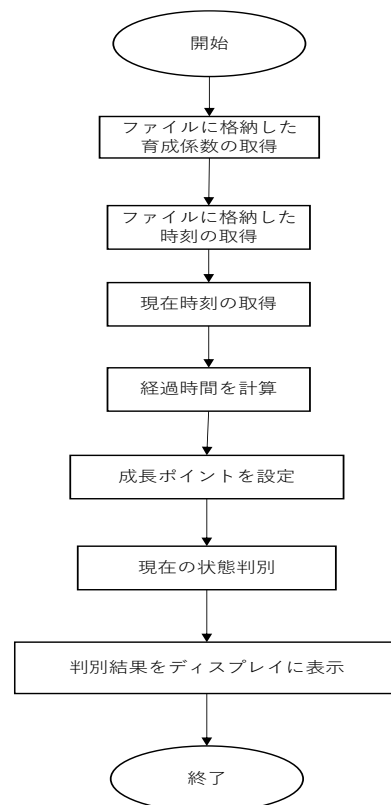 開始
ファイルに格納した
育成係数の取得
ファイルに格納した
時刻の取得
現在時刻の取得
経過時間を計算
成長ポイントを設定
現在の状態判別
判別結果をディスプレイに表示
終了